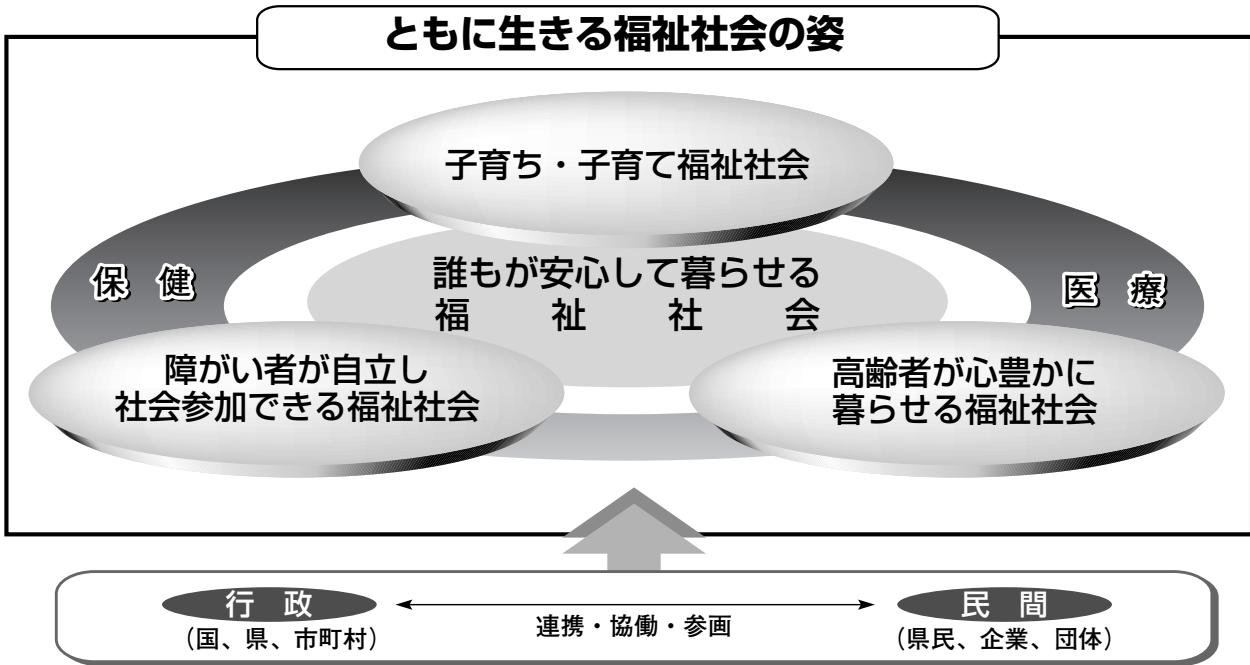 ともに生きる福祉社会の姿
子育ち・子育て福祉社会
誰もが安心して暮らせる
福祉社会
保健
医療
障がい者が自立し
社会参加できる福祉社会
高齢者が心豊かに
暮らせる福祉社会
行政
(国、県、市町村)
連携・協働・参画
民間
(県民、企業、団体)